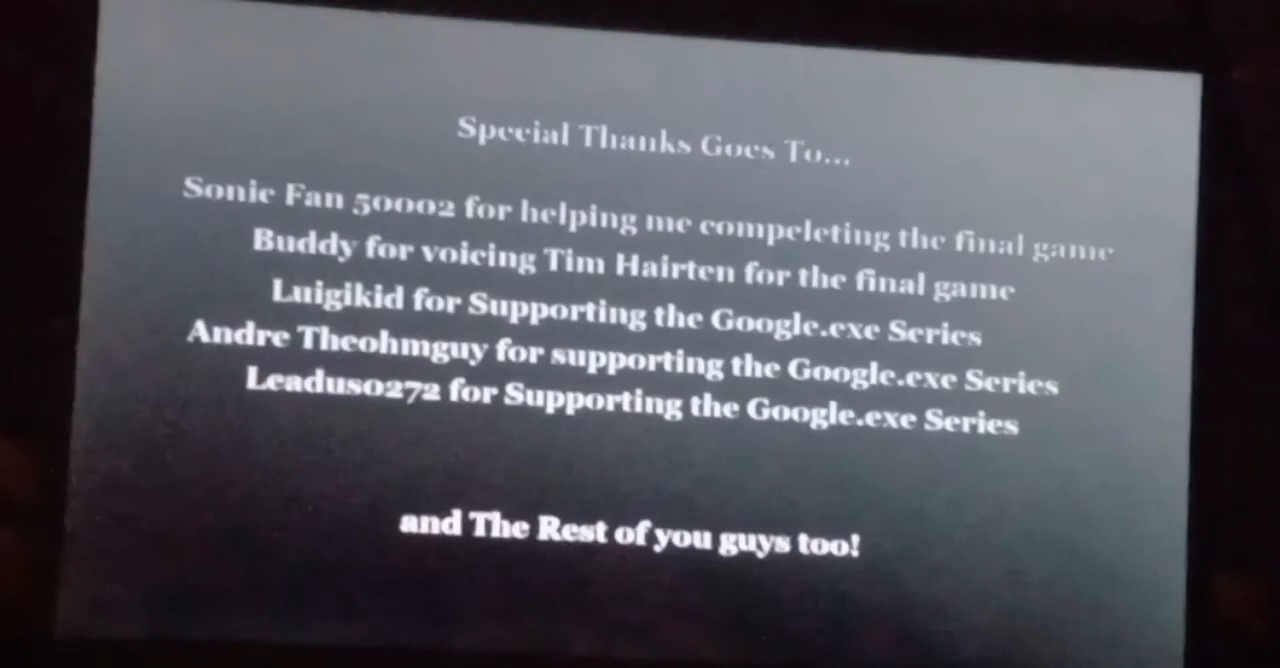 Special Thanks Goes To...
Sonic Fan 50002 for helping me compeleting the final game
Buddy for voicing Tim Hairten for the final game
Luigikid for Supporting the Google.exe Series
Andre Theohmguy for supporting the Google.exe Series
Leadus0272 for Supporting the Google.exe Series
and The Rest of you guys too!